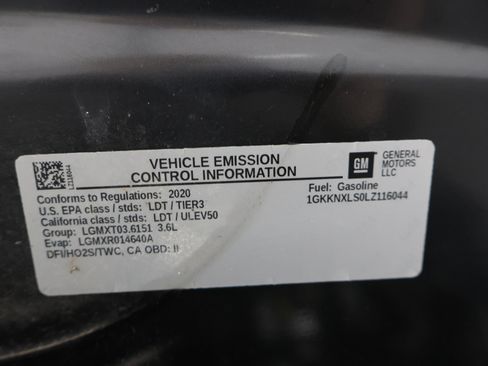 LZ116044
VEHICLE EMISSION
CONTROL INFORMATION
GM
GENERAL
MOTORS
LLC
Conforms to Regulations: 2020
U.S. EPA class / stds: LDT / TIER3
California class / stds: LDT / ULEV50
Group: LGMXT03.6151 3.6L
Evap: LGMXR014640A
DFI/HO2S/TWC, CA OBD: II
Fuel: Gasoline
1GKKNXLS0LZ116044